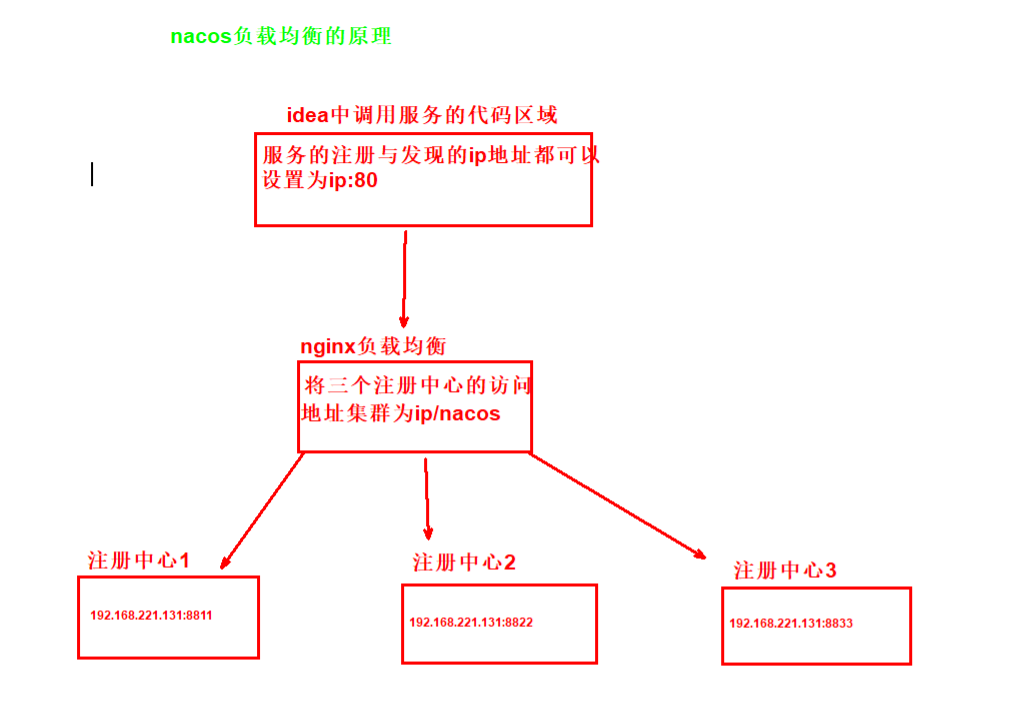 nacos负载均衡的原理
idea中调用服务的代码区域
服务的注册与发现的ip地址都可以
设置为ip:80
nginx负载均衡
将三个注册中心的访问
地址集群为ip/nacos
注册中心1
192.168.221.131:8811
注册中心2
192.168.221.131:8822
注册中心3
192.168.221.131:8833